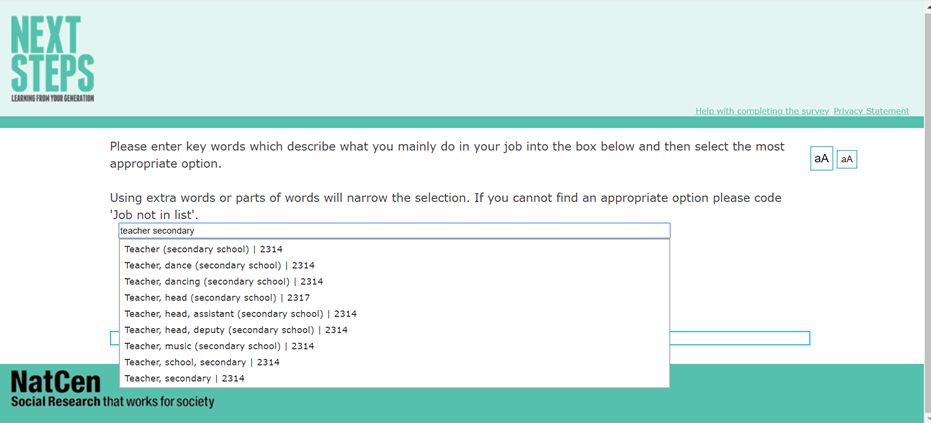 NEXT
STEPS
LEARNING FROM YOUR GENERATION
Help with completing the survey Privacy Statement
Please enter key words which describe what you mainly do in your job into the box below and then select the most
appropriate option.
aA aA
Using extra words or parts of words will narrow the selection. If you cannot find an appropriate option please code
'Job not in list'.
teacher secondary
Teacher (secondary school) | 2314
Teacher, dance (secondary school) | 2314
Teacher, dancing (secondary school) | 2314
Teacher, head (secondary school) | 2317
Teacher, head, assistant (secondary school) | 2314
Teacher, head, deputy (secondary school) | 2314
Teacher, music (secondary school) | 2314
Teacher, school, secondary | 2314
Teacher, secondary | 2314
NatCen
Social Research that works for society